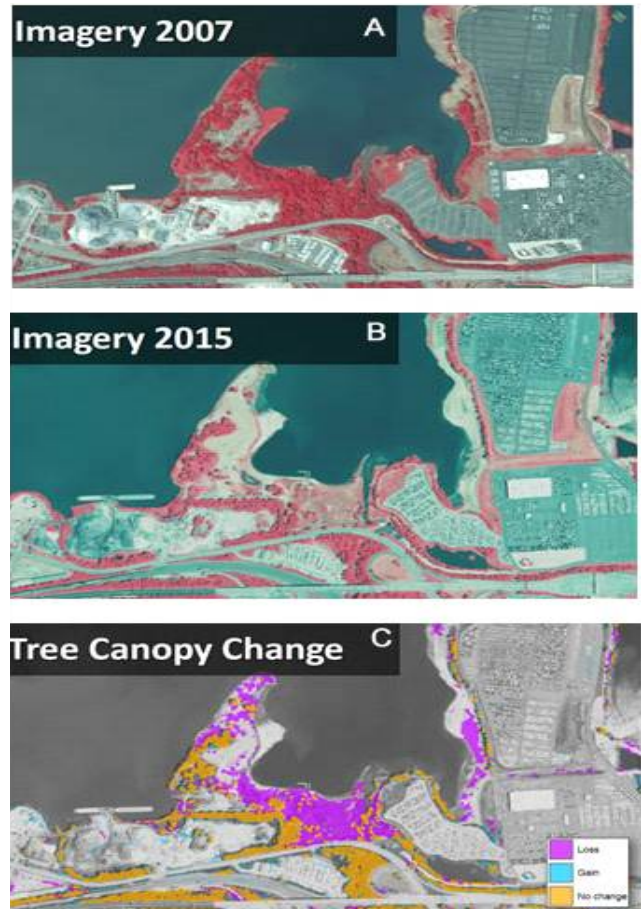 Imagery 2007
A
Imagery 2015
B
Tree Canopy Change
C
Loss
Gain
No change